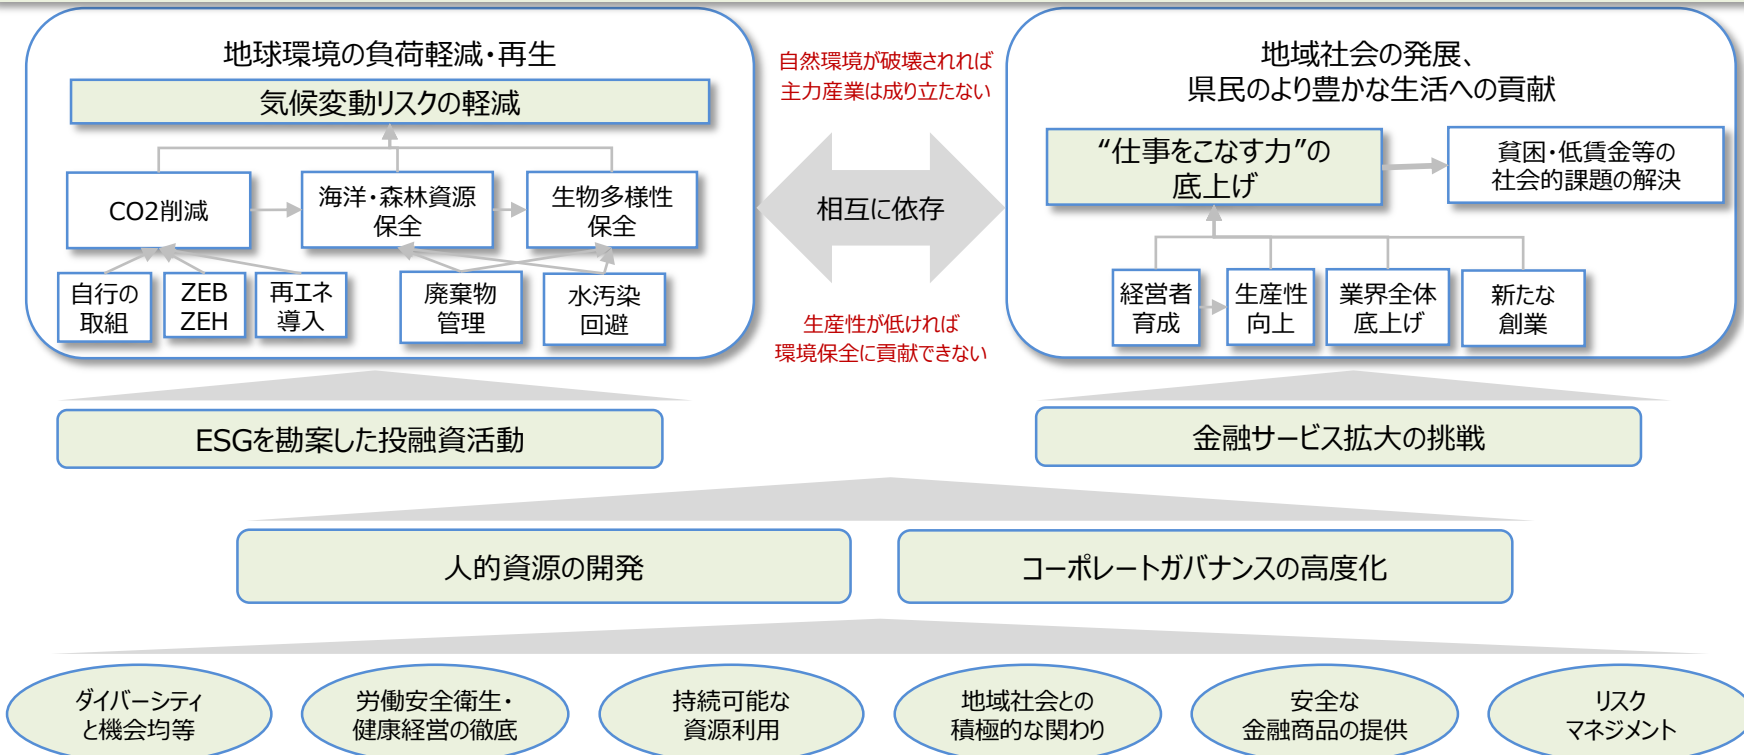 地球環境の負荷軽減・再生
気候変動リスクの軽減
CO2削減
海洋・森林資源
保全
生物多様性
保全
自行の
取組
ZEB
ZEH
再エネ
導入
廃棄物
管理
水汚染
回避
自然環境が破壊されれば
主力産業は成り立たない
相互に依存
生産性が低ければ
環境保全に貢献できない
地域社会の発展、
県民のより豊かな生活への貢献
“仕事をこなす力”の
底上げ
貧困・低賃金等の
社会的課題の解決
経営者
育成
生産性
向上
業界全体
底上げ
新たな
創業
ESGを勘案した投融資活動
金融サービス拡大の挑戦
人的資源の開発
コーポレートガバナンスの高度化
ダイバーシティ
と機会均等
労働安全衛生・
健康経営の徹底
持続可能な
資源利用
地域社会との
積極的な関わり
安全な
金融商品の提供
リスク
マネジメント